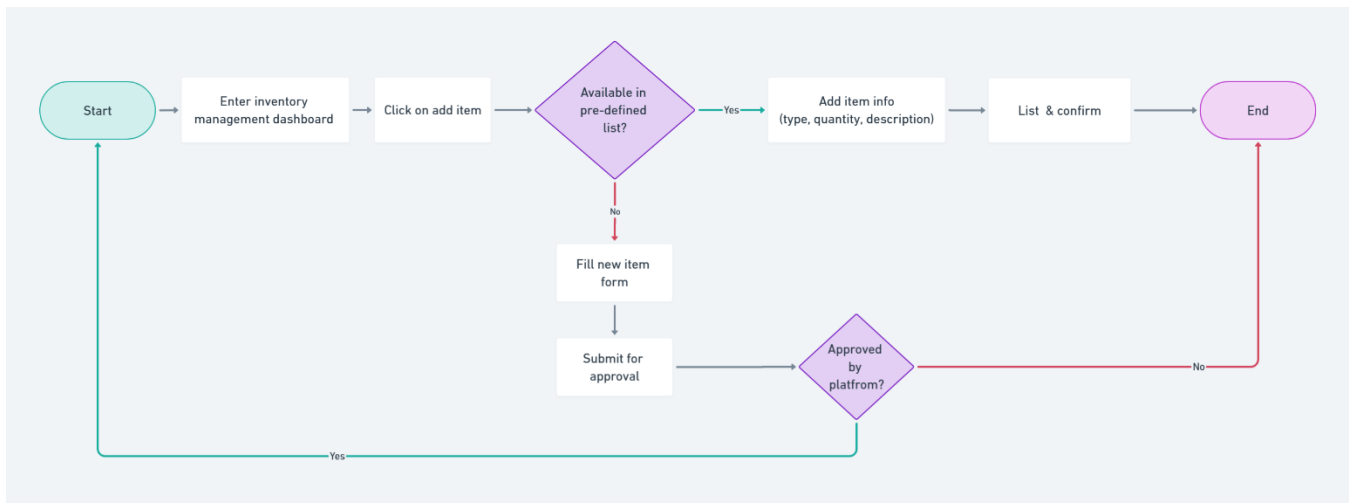 Start
Enter inventory
management dashboard
Click on add item
Available in
pre-defined
list?
Yes
Add item info
(type, quantity, description)
List & confirm
End
No
Fill new item
form
Submit for
approval
Approved
by
platfrom?
No
Yes